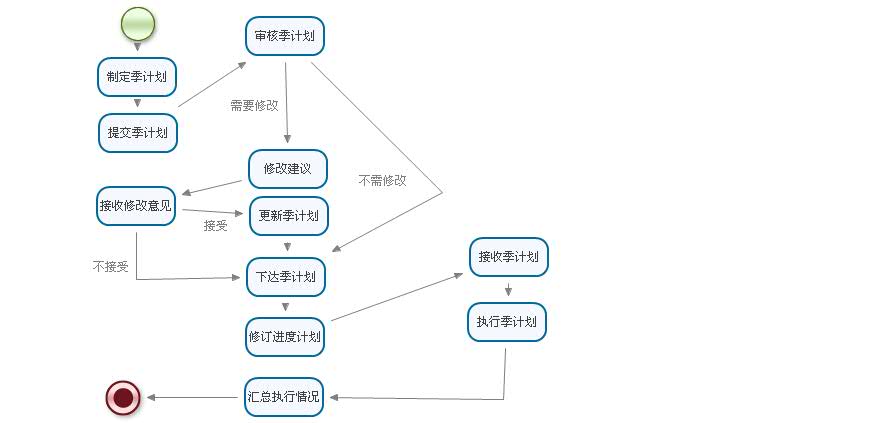 审核季计划
制定季计划
需要修改
提交季计划
修改建议
不需修改
接收修改意见
更新季计划
接受
不接受
接收季计划
下达季计划
执行季计划
修订进度计划
汇总执行情况